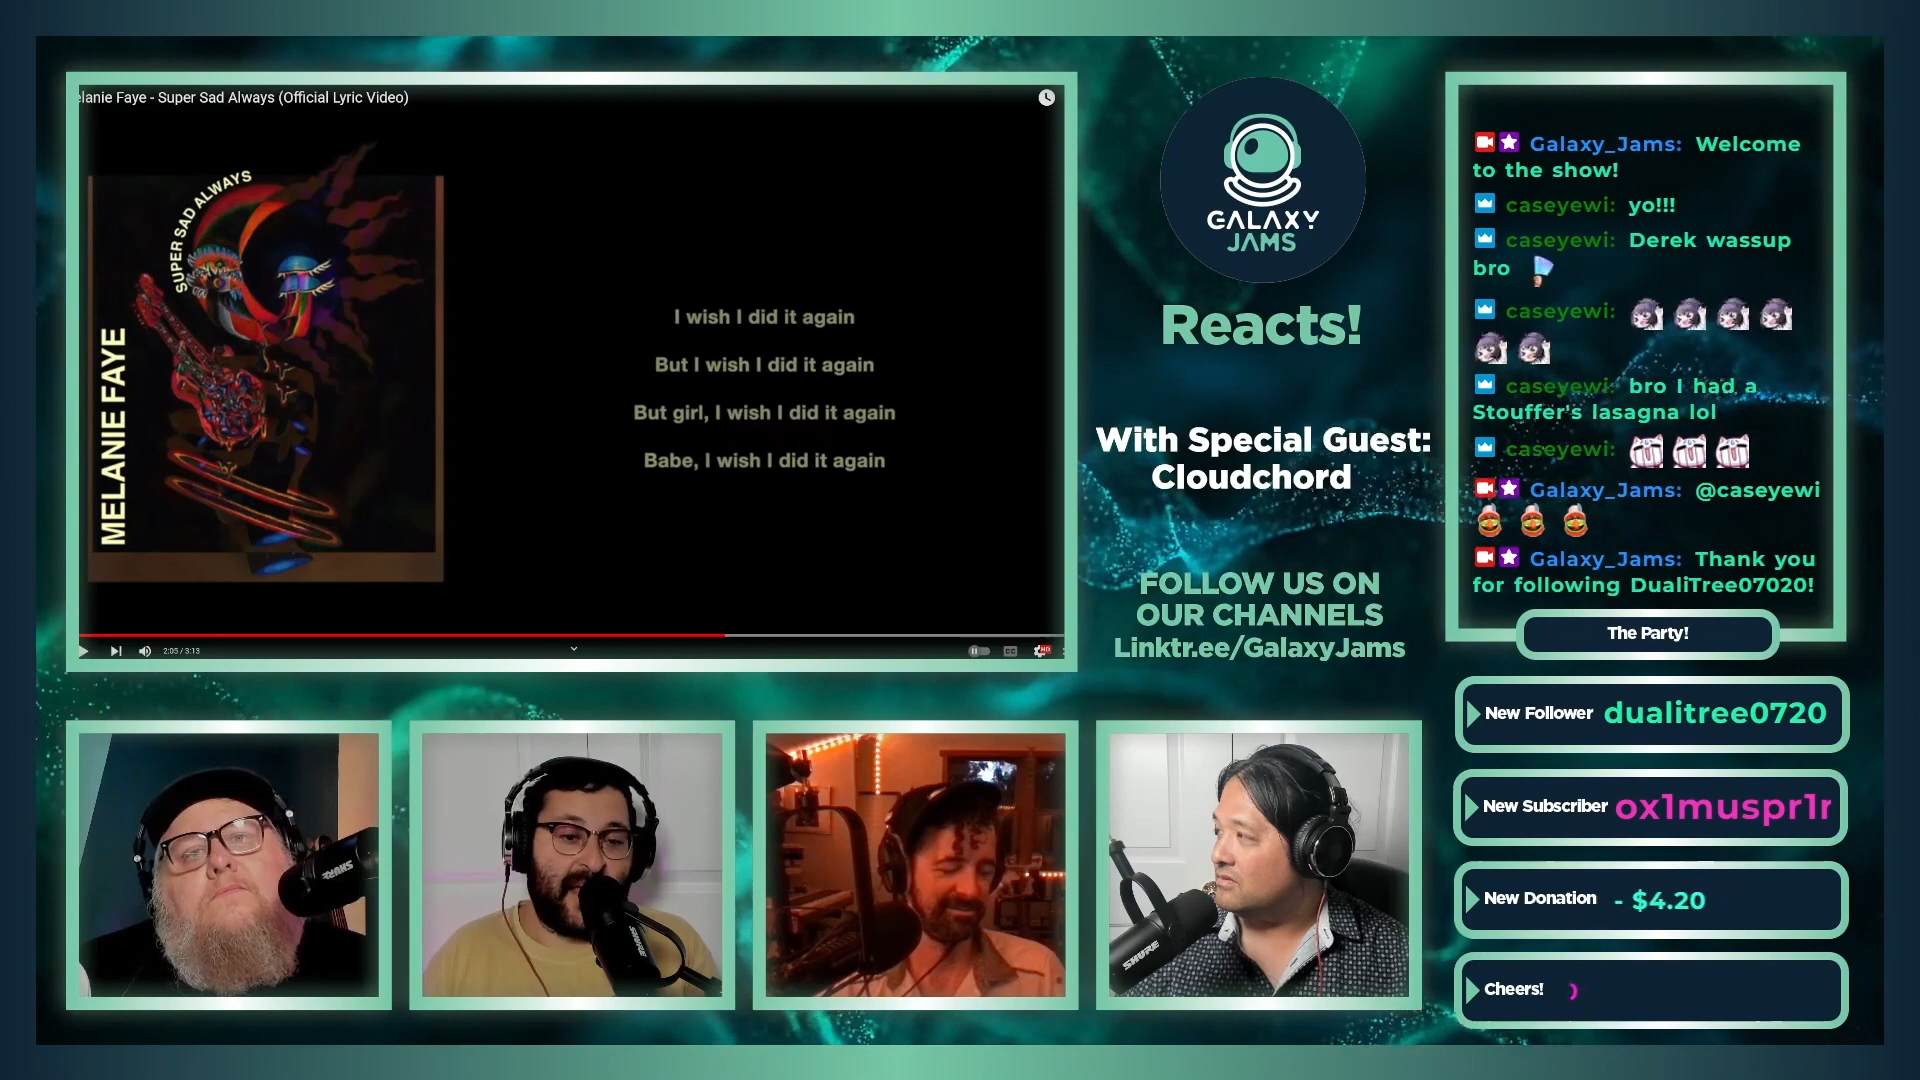 elanie Faye - Super Sad Always (Official Lyric Video)
SUPER SAD ALWAYS
MELANIE FAYE
I wish I did it again
But I wish I did it again
But girl, I wish I did it again
Babe, I wish I did it again
2:05 / 3:13
CC
HD
GALAXY
JAMS
Reacts!
With Special Guest:
Cloudchord
FOLLOW US ON
OUR CHANNELS
Linktr.ee/GalaxyJams
Galaxy_Jams: Welcome
to the show!
caseyewi: yo!!!
caseyewi: Derek wassup
bro
caseyewi:
caseyewi: bro I had a
Stouffer's lasagna lol
caseyewi:
Galaxy_Jams: @caseyewi
Galaxy_Jams: Thank you
for following DualiTree07020!
The Party!
New Follower dualitree0720
New Subscriber ox1muspr1r
New Donation - $4.20
Cheers! )
SHURE
SHURE
SHURE